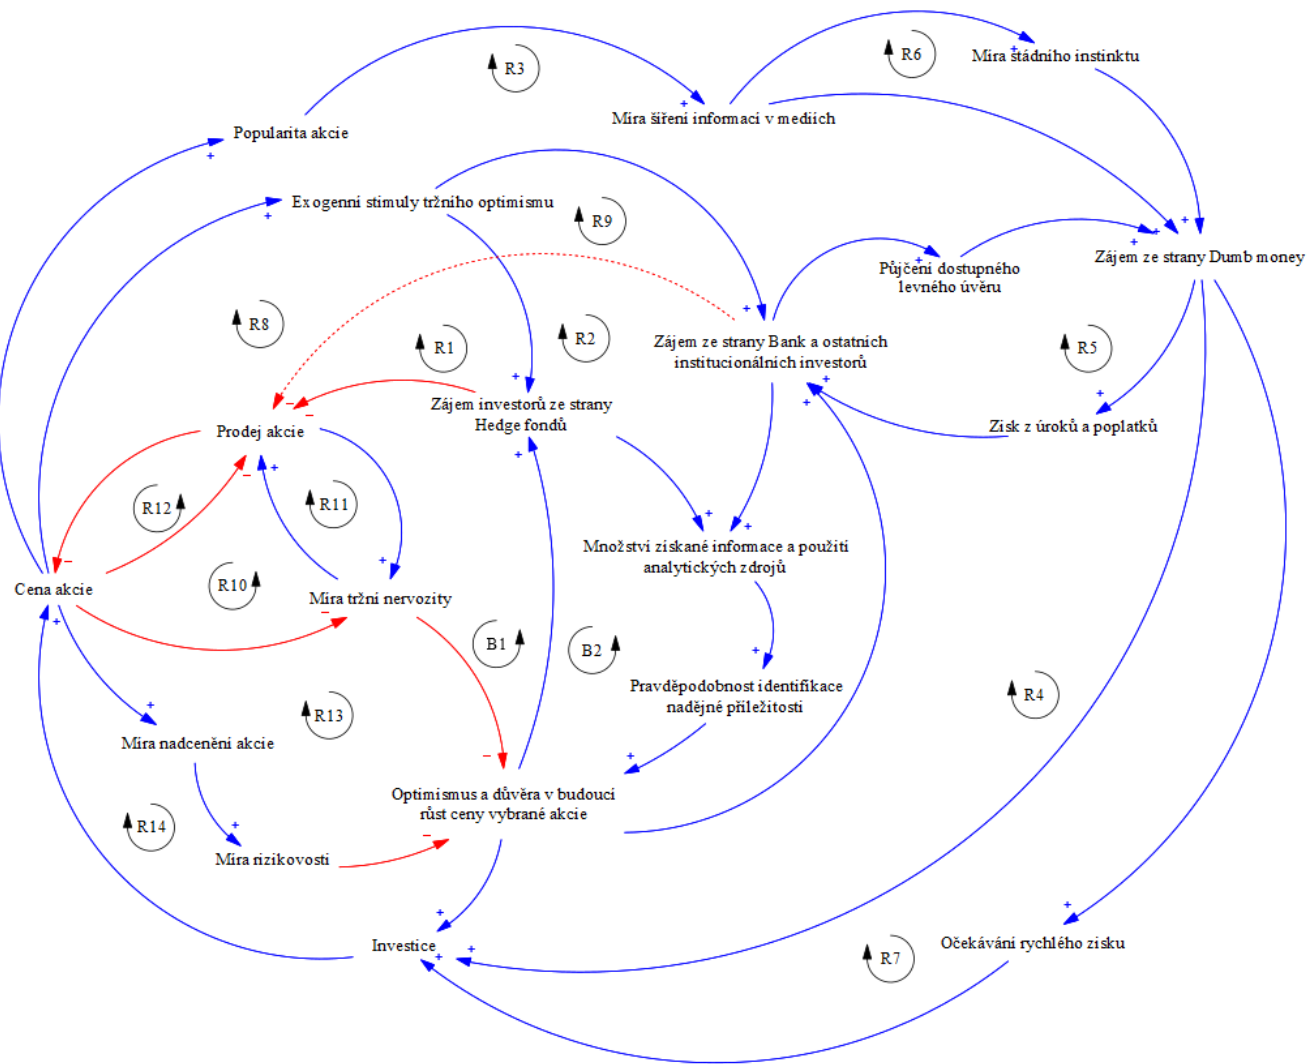 R3
R6
Míra stádního instinktu
Popularita akcie
Míra šíření informací v mediích
Exogenní stimuly tržního optimismu
R9
Zájem ze strany Dumb money
Půjčení dostupného
levného úvěru
R8
R1
R2
Zájem ze strany Bank a ostatních
institucionálních investorů
R5
Zájem investorů ze strany
Hedge fondů
Prodej akcie
Zisk z úroků a poplatků
R12
R11
Množství získané informace a použití
analytických zdrojů
Cena akcie
R10
Míra tržní nervozity
B1
B2
Pravděpodobnost identifikace
nadějné příležitosti
R4
R13
Míra nadcenění akcie
Optimismus a důvěra v budoucí
růst ceny vybrané akcie
R14
Míra rizikovosti
Investice
Očekávání rychlého zisku
R7